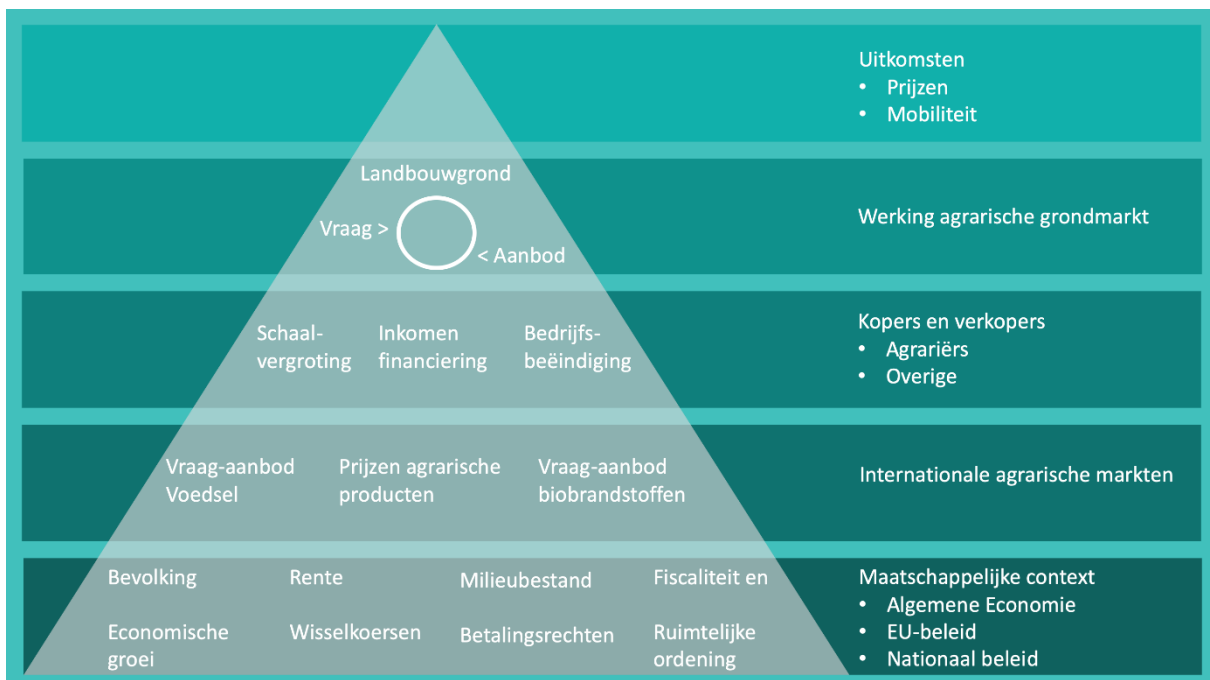 Uitkomsten
• Prijzen
• Mobiliteit
Landbouwgrond
Vraag >
< Aanbod
Werking agrarische grondmarkt
Schaal-
vergroting
Inkomen
financiering
Bedrijfs-
beëindiging
Kopers en verkopers
• Agrariërs
• Overige
Vraag-aanbod
Voedsel
Prijzen agrarische
producten
Vraag-aanbod
biobrandstoffen
Internationale agrarische markten
Bevolking
Rente
Milieubestand
Fiscaliteit en
Economische
groei
Wisselkoersen
Betalingsrechten
Ruimtelijke
ordening
Maatschappelijke context
• Algemene Economie
• EU-beleid
• Nationaal beleid